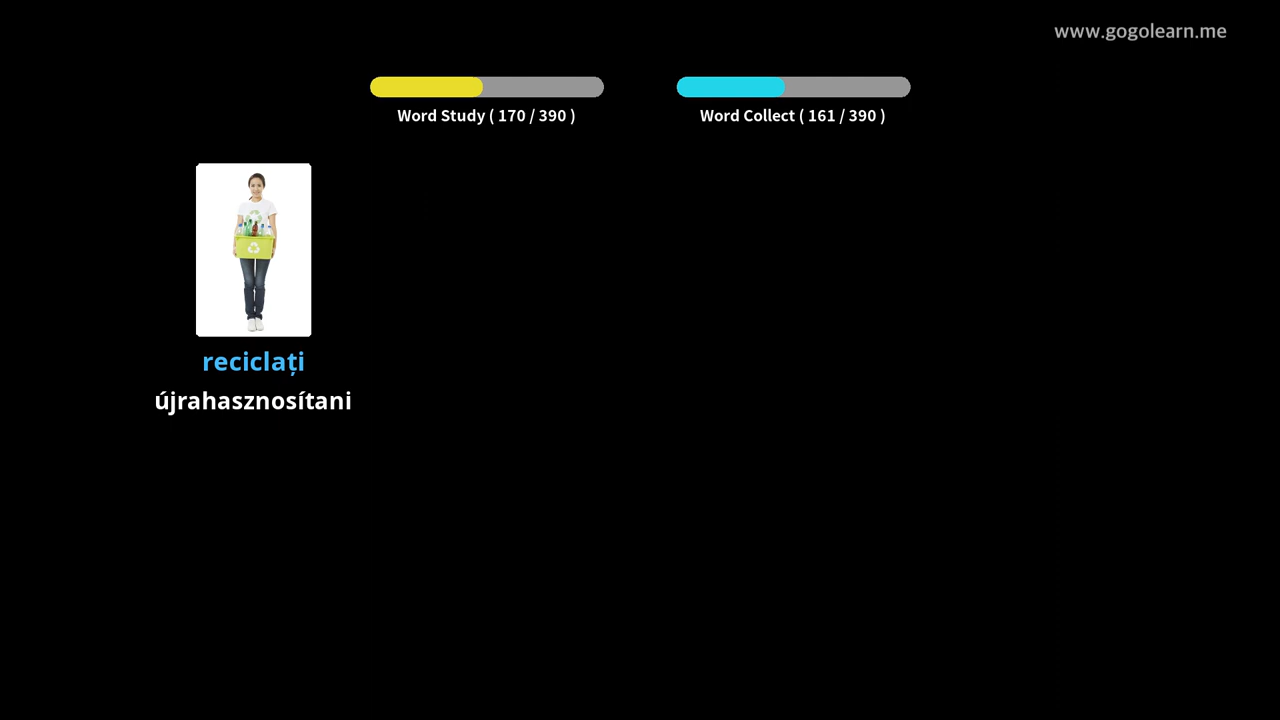 www.gogolearn.me
Word Study ( 170 / 390 )
Word Collect ( 161 / 390 )
reciclați
újrahasznosítani